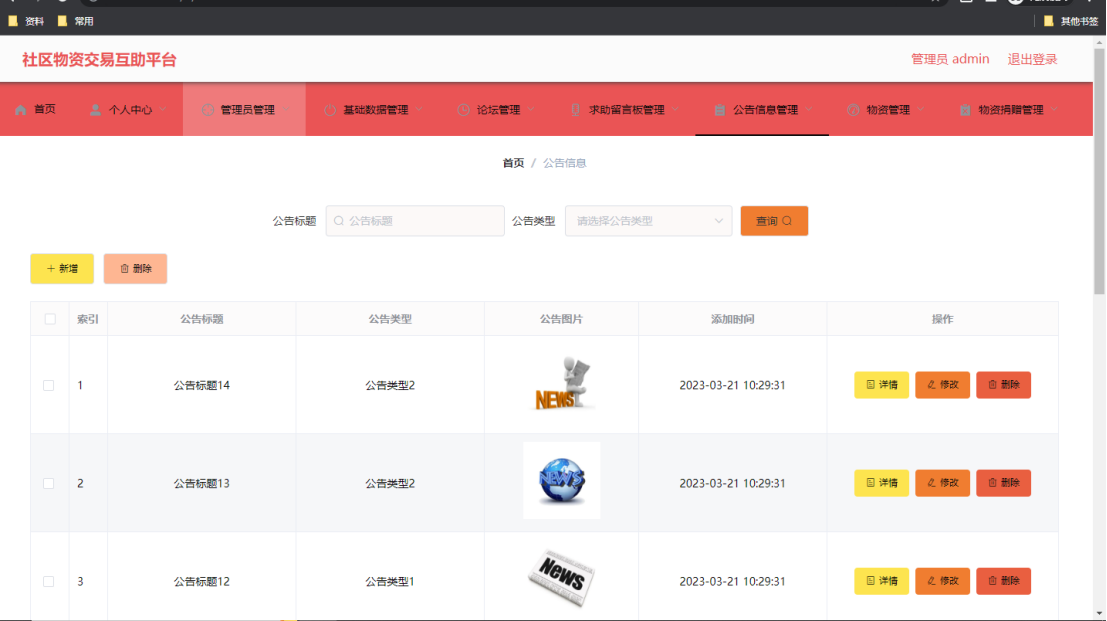 资料 常用 其他书签
社区物资交易互助平台 管理员 admin 退出登录
首页 个人中心 管理员管理 基础数据管理 论坛管理 求助留言板管理 公告信息管理 物资管理 物资捐赠管理
首页 / 公告信息
公告标题 公告标题 公告类型 请选择公告类型 查询
新增 删除
索引 公告标题 公告类型 公告图片 添加时间 操作
1 公告标题14 公告类型2 NEWS 2023-03-21 10:29:31 详情 修改 删除
2 公告标题13 公告类型2 NEWS 2023-03-21 10:29:31 详情 修改 删除
3 公告标题12 公告类型1 News 2023-03-21 10:29:31 详情 修改 删除